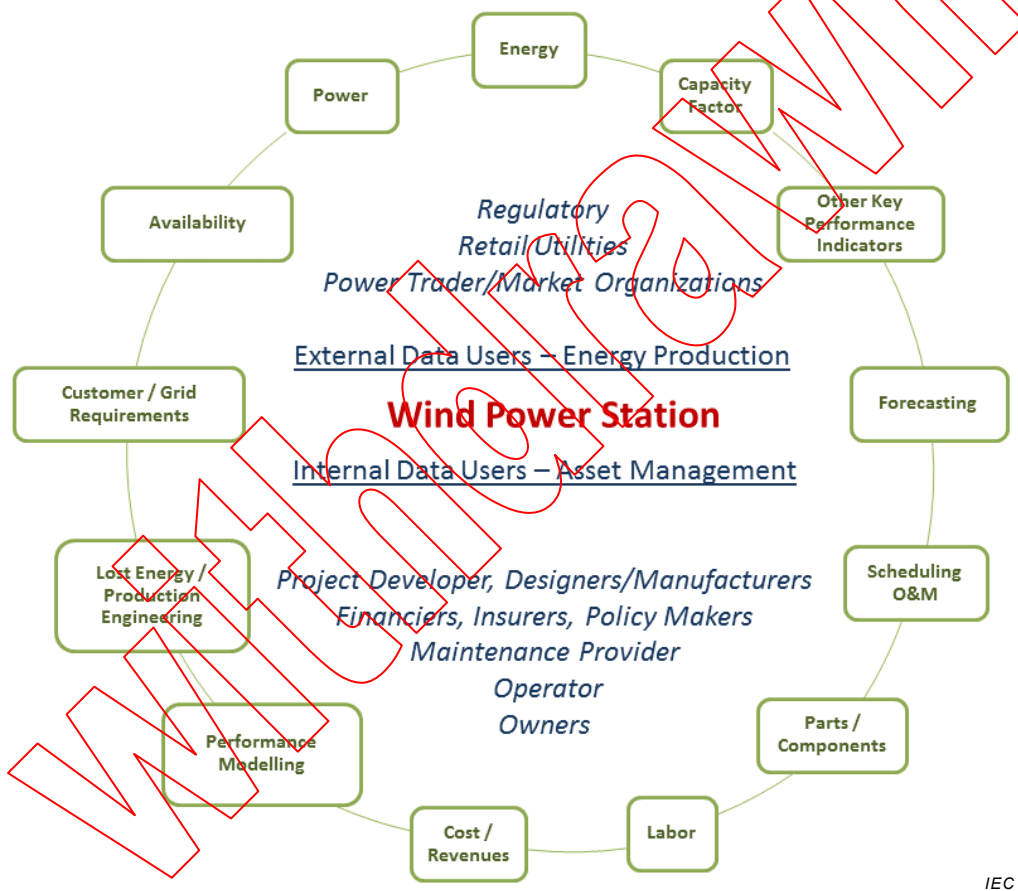 Energy
Power
Capacity
Factor
Availability
Other Key
Performance
Indicators
Regulatory
Retail Utilities
Power Trader/Market Organizations
External Data Users – Energy Production
Customer / Grid
Requirements
Wind Power Station
Forecasting
Internal Data Users – Asset Management
Lost Energy /
Production
Engineering
Project Developer, Designers/Manufacturers
Financiers, Insurers, Policy Makers
Maintenance Provider
Operator
Owners
Scheduling
O&M
Performance
Modelling
Parts /
Components
Cost /
Revenues
Labor
IEC
Withdrawn